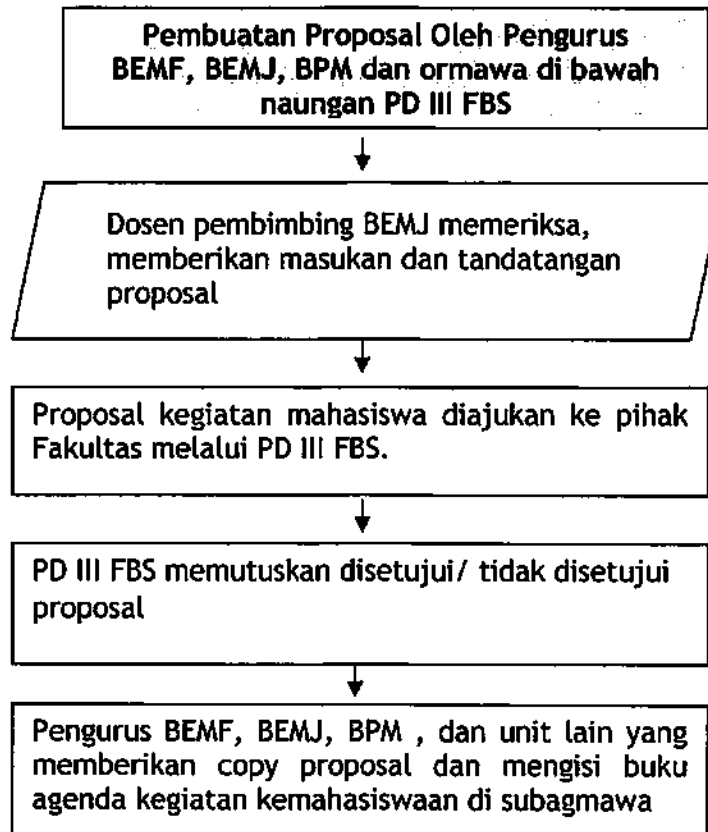 Pembuatan Proposal Oleh Pengurus
BEMF, BEMJ, BPM dan ormawa di bawah
naungan PD III FBS
Dosen pembimbing BEMJ memeriksa,
memberikan masukan dan tandatangan
proposal
Proposal kegiatan mahasiswa diajukan ke pihak
Fakultas melalui PD III FBS.
PD III FBS memutuskan disetujui/ tidak disetujui
proposal
Pengurus BEMF, BEMJ, BPM , dan unit lain yang
memberikan copy proposal dan mengisi buku
agenda kegiatan kemahasiswaan di subagmawa